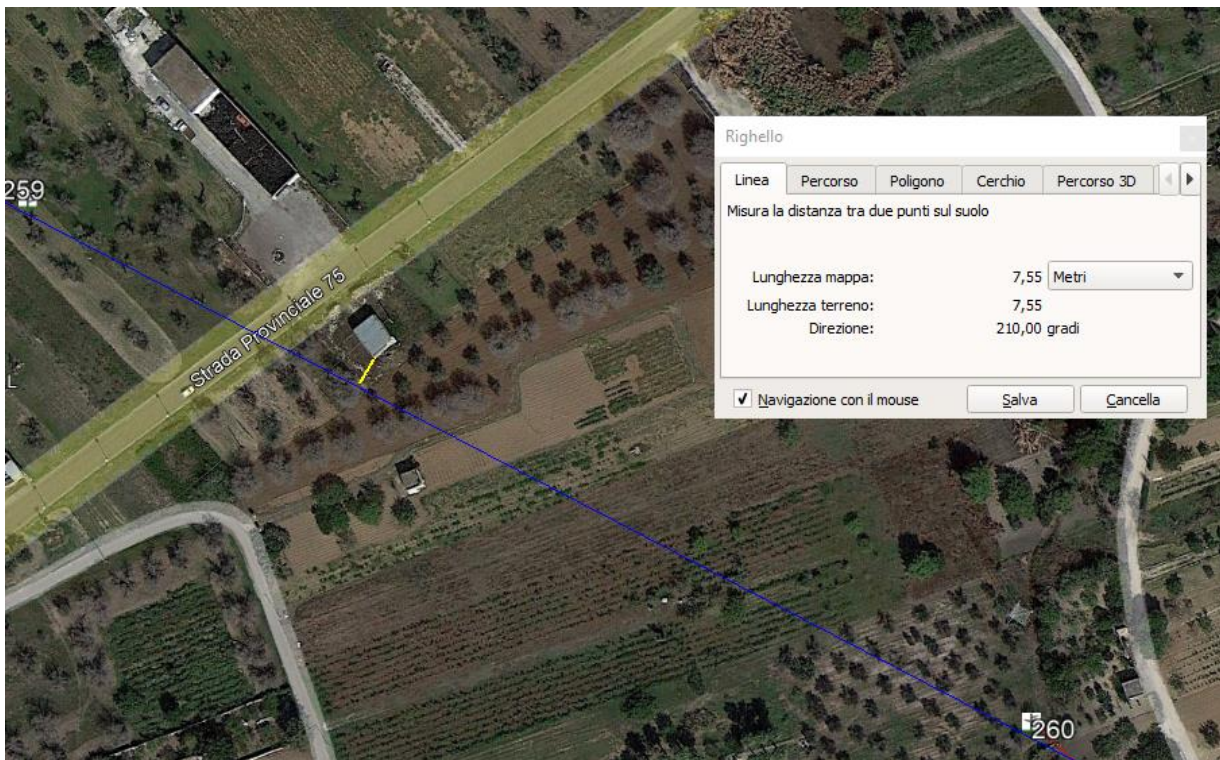 259
Strada Provinciale 75
L
260
Righello
Linea Percorso Poligono Cerchio Percorso 3D
Misura la distanza tra due punti sul suolo
Lunghezza mappa: 7,55 Metri
Lunghezza terreno: 7,55
Direzione: 210,00 gradi
Navigazione con il mouse Salva Cancella